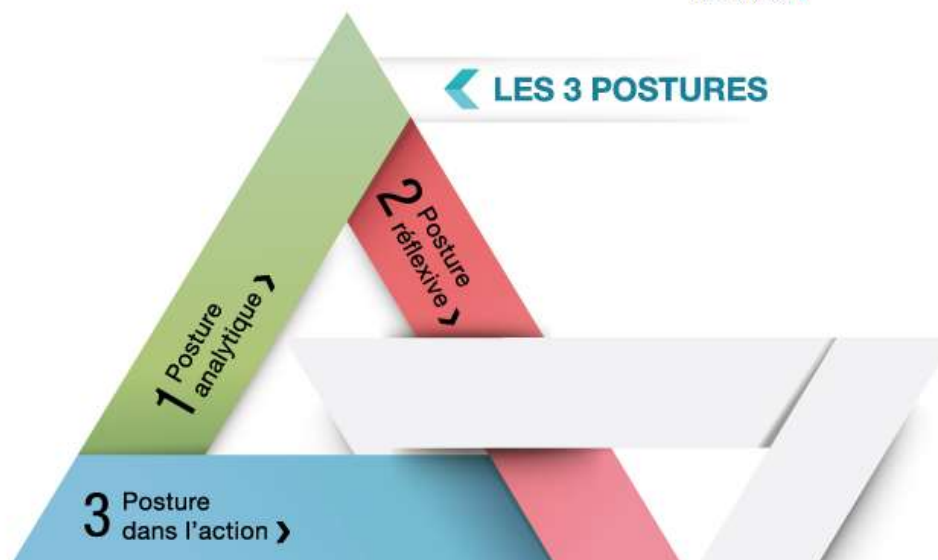 LES 3 POSTURES
2 Posture
réflexive ❯
1 Posture
analytique ❯
3 Posture
dans l’action ❯